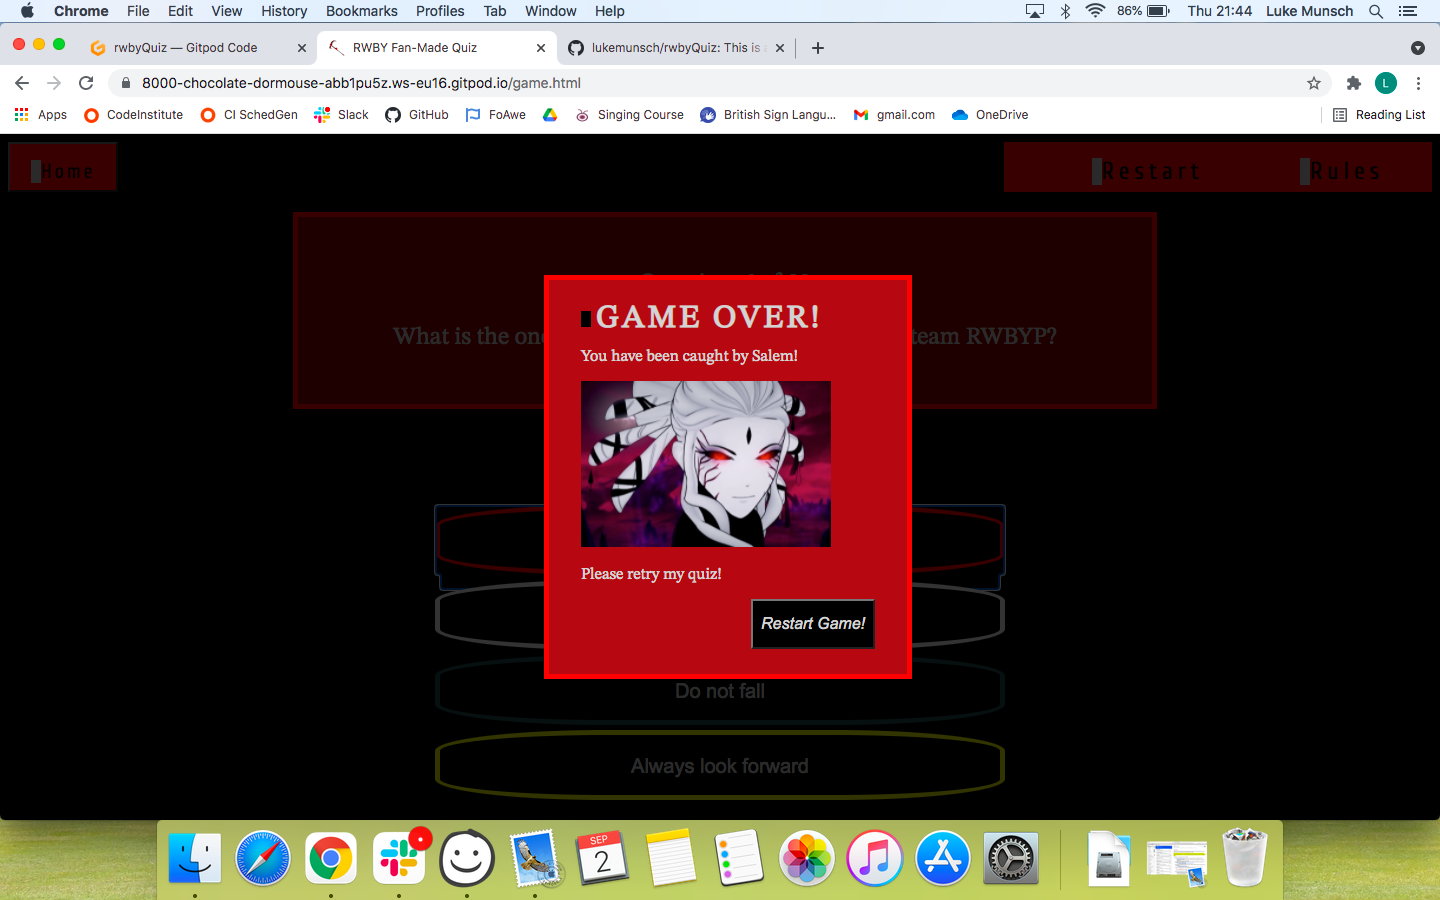 Chrome File Edit View History Bookmarks Profiles Tab Window Help 86% Thu 21:44 Luke Munsch
rwbyQuiz — Gitpod Code
RWBY Fan-Made Quiz
lukemunsch/rwbyQuiz: This is
8000-chocolate-dormouse-abb1pu5z.ws-eu16.gitpod.io/game.html
L
Apps CodeInstitute CI SchedGen Slack GitHub FoAwe Singing Course British Sign Langu... gmail.com OneDrive Reading List
Home Restart Rules
What is the one team RWBYP?
GAME OVER!
You have been caught by Salem!
Please retry my quiz!
Restart Game!
Do not fall
Always look forward
SEP
2